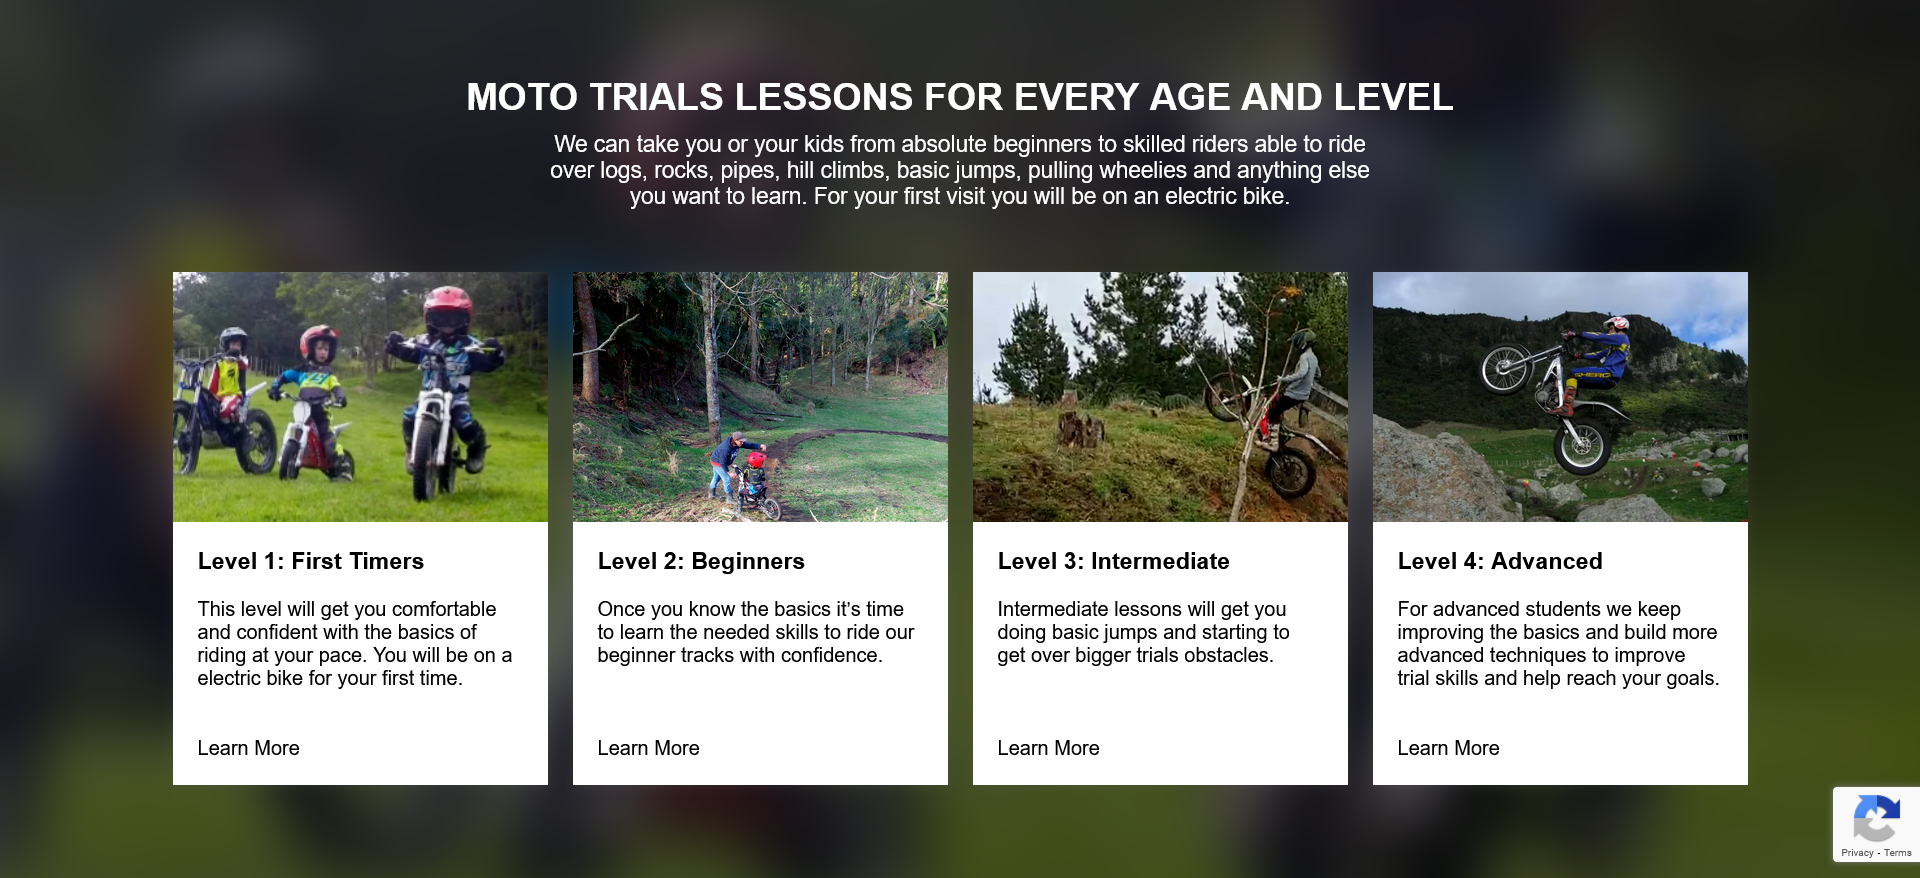 MOTO TRIALS LESSONS FOR EVERY AGE AND LEVEL
We can take you or your kids from absolute beginners to skilled riders able to ride
over logs, rocks, pipes, hill climbs, basic jumps, pulling wheelies and anything else
you want to learn. For your first visit you will be on an electric bike.
Level 1: First Timers
This level will get you comfortable
and confident with the basics of
riding at your pace. You will be on a
electric bike for your first time.
Learn More
Level 2: Beginners
Once you know the basics it’s time
to learn the needed skills to ride our
beginner tracks with confidence.
Learn More
Level 3: Intermediate
Intermediate lessons will get you
doing basic jumps and starting to
get over bigger trials obstacles.
Learn More
SHERCO
Level 4: Advanced
For advanced students we keep
improving the basics and build more
advanced techniques to improve
trial skills and help reach your goals.
Learn More
Privacy - Terms